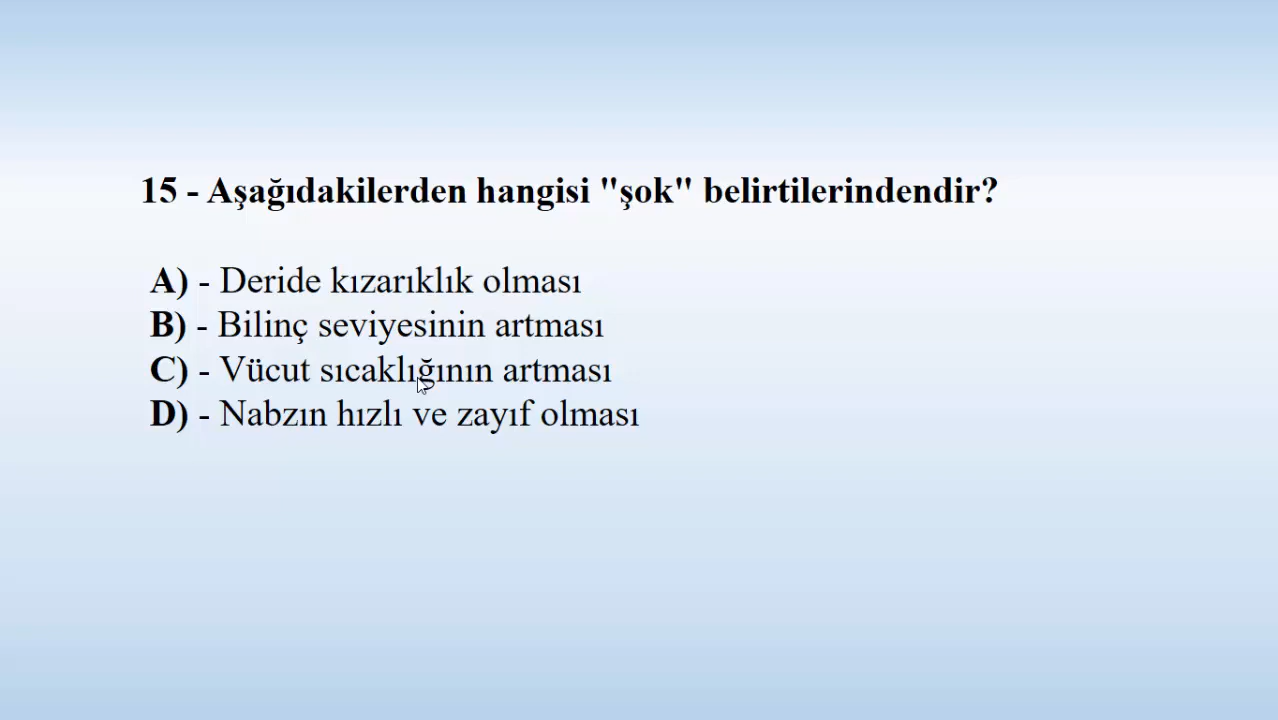 15 - Aşağıdakilerden hangisi "şok" belirtilerindendir?
A) - Deride kızarıklık olması
B) - Bilinç seviyesinin artması
C) - Vücut sıcaklığının artması
D) - Nabzın hızlı ve zayıf olması